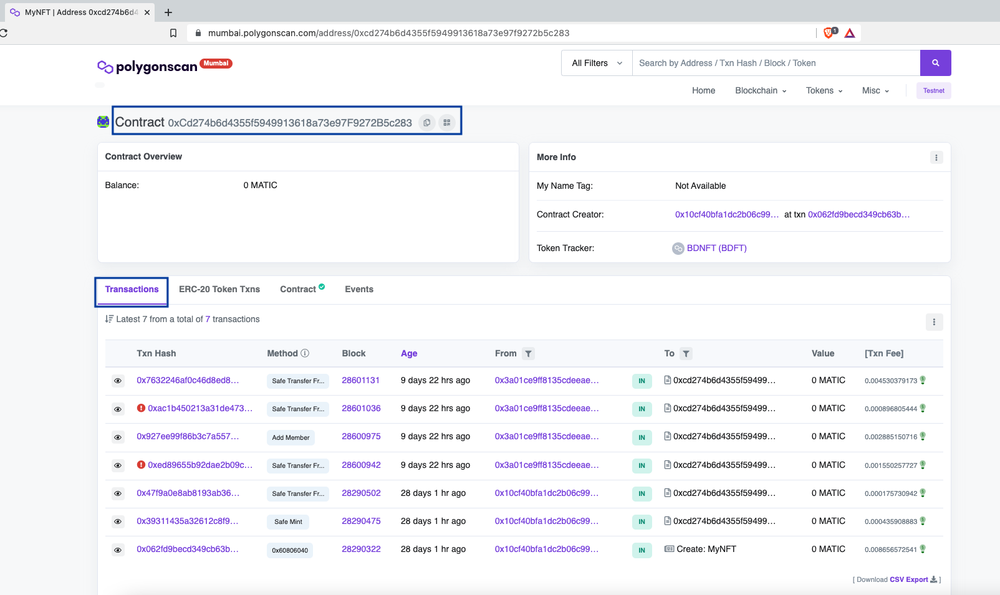 MyNFT | Address 0xcd274b6d4
mumbai.polygonscan.com/address/0xcd274b6d4355f5949913618a73e97f9272b5c283
1
polygonscan Mumbai
All Filters Search by Address / Txn Hash / Block / Token
Home Blockchain Tokens Misc Testnet
Contract 0xCd274b6d4355f5949913618a73e97F9272B5c283
Contract Overview
Balance: 0 MATIC
More Info
My Name Tag: Not Available
Contract Creator: 0x10cf40bfa1dc2b06c99... at txn 0x062fd9becd349cb63b...
Token Tracker: BDNFT (BDFT)
Transactions ERC-20 Token Txns Contract Events
Latest 7 from a total of 7 transactions
Txn Hash Method Block Age From To Value [Txn Fee]
0x7632246af0c46d8ed8... Safe Transfer Fr... 28601131 9 days 22 hrs ago 0x3a01ce9ff8135cdeeae... IN 0xcd274b6d4355f59499... 0 MATIC 0.004530379173
0xac1b450213a31de473... Safe Transfer Fr... 28601036 9 days 22 hrs ago 0x3a01ce9ff8135cdeeae... IN 0xcd274b6d4355f59499... 0 MATIC 0.000896805444
0x927ee99f86b3c7a557... Add Member 28600975 9 days 22 hrs ago 0x3a01ce9ff8135cdeeae... IN 0xcd274b6d4355f59499... 0 MATIC 0.002885150716
0xed89655b92dae2b09c... Safe Transfer Fr... 28600942 9 days 22 hrs ago 0x3a01ce9ff8135cdeeae... IN 0xcd274b6d4355f59499... 0 MATIC 0.001550257727
0x47f9a0e8ab8193ab36... Safe Transfer Fr... 28290502 28 days 1 hr ago 0x10cf40bfa1dc2b06c99... IN 0xcd274b6d4355f59499... 0 MATIC 0.000175730942
0x39311435a32612c8f9... Safe Mint 28290475 28 days 1 hr ago 0x10cf40bfa1dc2b06c99... IN 0xcd274b6d4355f59499... 0 MATIC 0.000435908883
0x062fd9becd349cb63b... 0x60806040 28290322 28 days 1 hr ago 0x10cf40bfa1dc2b06c99... IN Create: MyNFT 0 MATIC 0.008656572541
[ Download CSV Export ]